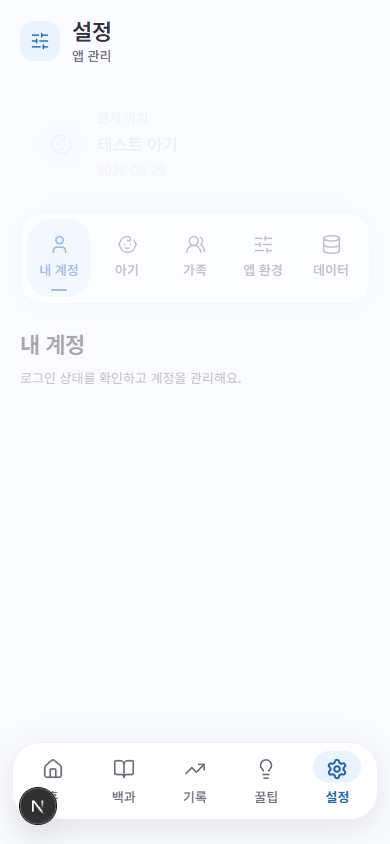 설정
앱 관리
현재 아기
테스트 아기
2026-08-29
내 계정
아기
가족
앱 환경
데이터
내 계정
로그인 상태를 확인하고 계정을 관리해요.
백과
기록
꿀팁
설정
N